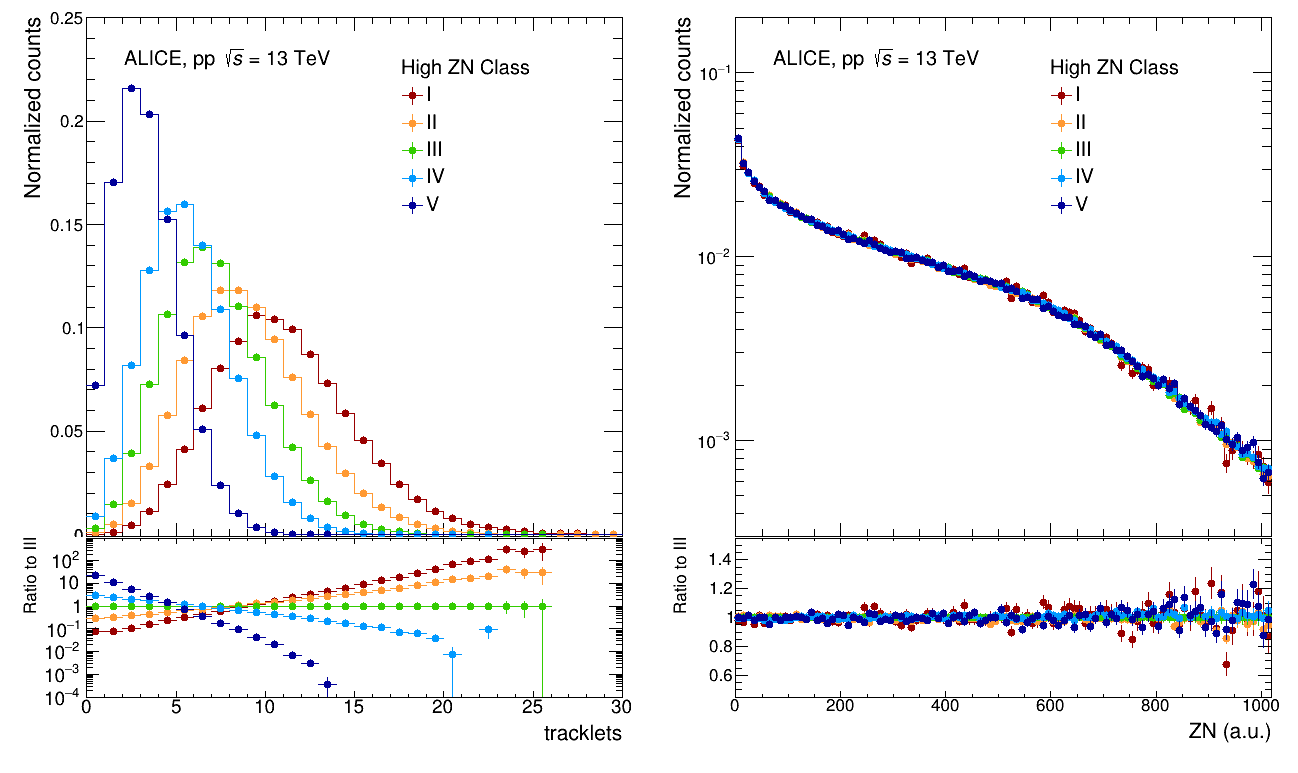 Normalized counts
0.25
0.2
0.15
0.1
0.05
0
ALICE, pp √s = 13 TeV
High ZN Class
I
II
III
IV
V
Ratio to III
10²
10
1
10⁻¹
10⁻²
10⁻³
10⁻⁴
0 5 10 15 20 25 30
tracklets
Normalized counts
10⁻¹
10⁻²
10⁻³
ALICE, pp √s = 13 TeV
High ZN Class
I
II
III
IV
V
Ratio to III
1.4
1.2
1
0.8
0.6
0 200 400 600 800 1000
ZN (a.u.)